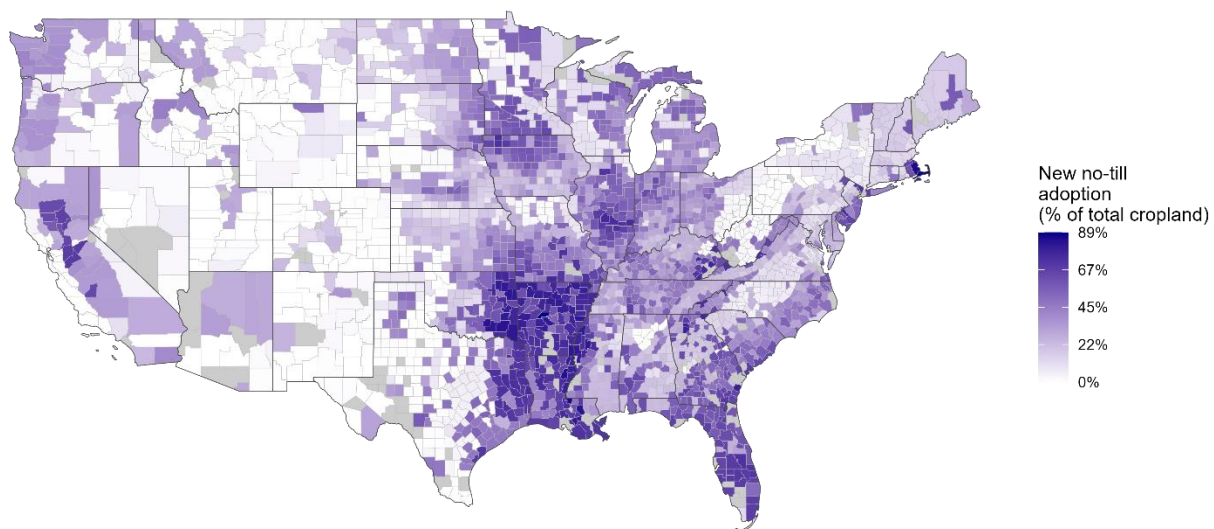 New no-till
adoption
(% of total cropland)
89%
67%
45%
22%
0%